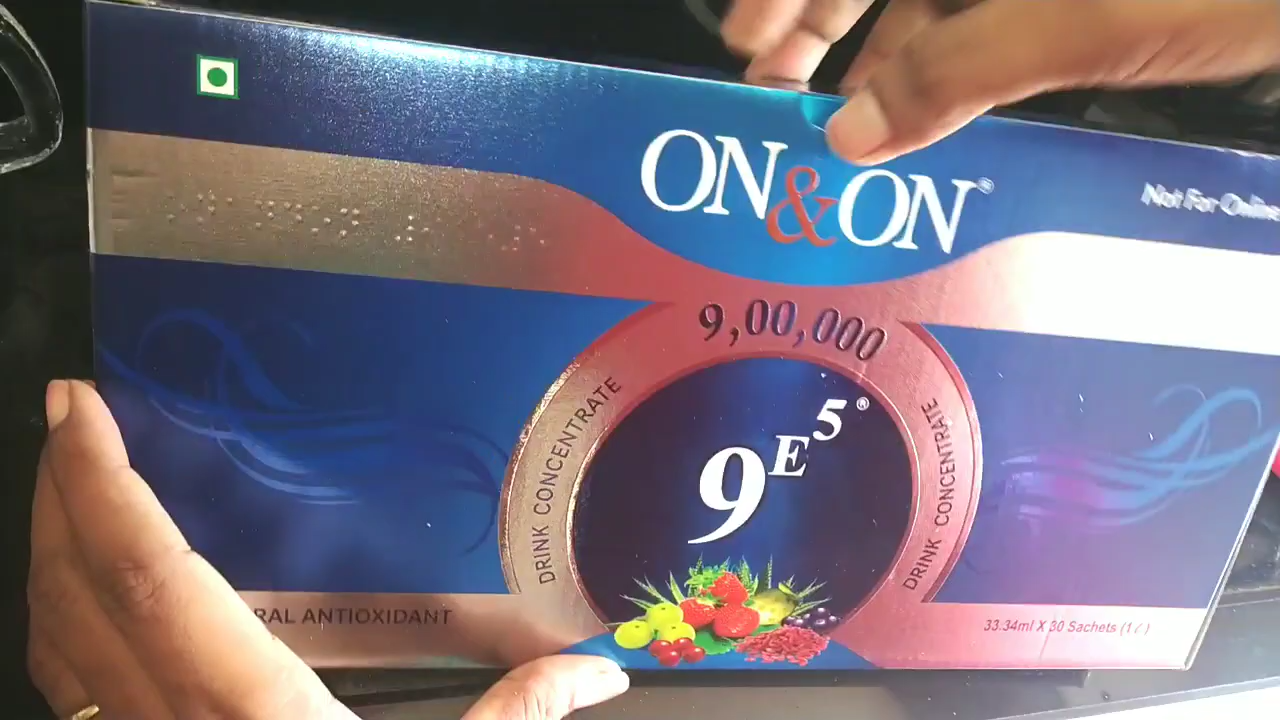 ON&ON®
Not For Online
9,00,000
DRINK CONCENTRATE
9E5®
DRINK CONCENTRATE
RAL ANTIOXIDANT
33.34ml X 30 Sachets (1